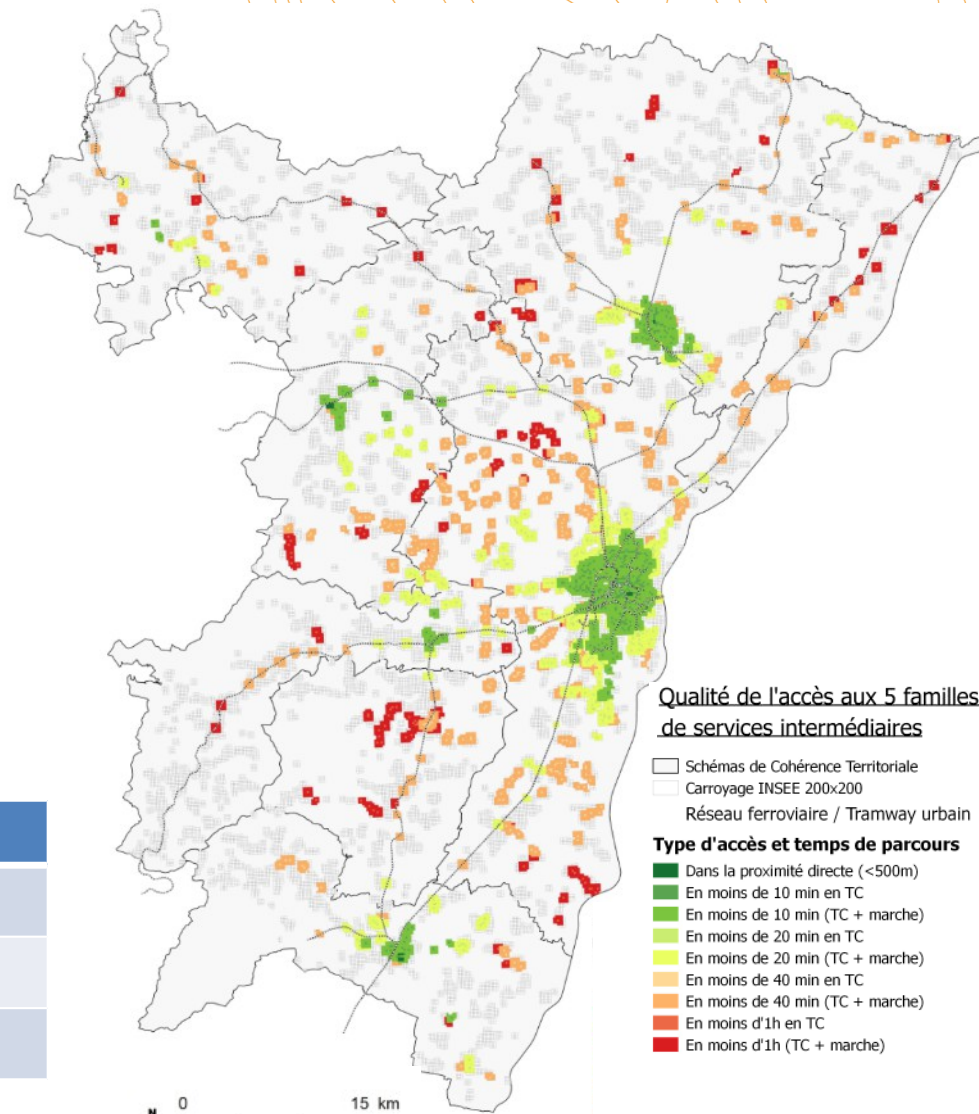 Qualité de l'accès aux 5 familles
de services intermédiaires
Schémas de Cohérence Territoriale
Carroyage INSEE 200x200
Réseau ferroviaire / Tramway urbain
Type d'accès et temps de parcours
Dans la proximité directe (<500m)
En moins de 10 min en TC
En moins de 10 min (TC + marche)
En moins de 20 min en TC
En moins de 20 min (TC + marche)
En moins de 40 min en TC
En moins de 40 min (TC + marche)
En moins d'1h en TC
En moins d'1h (TC + marche)
N 0 15 km